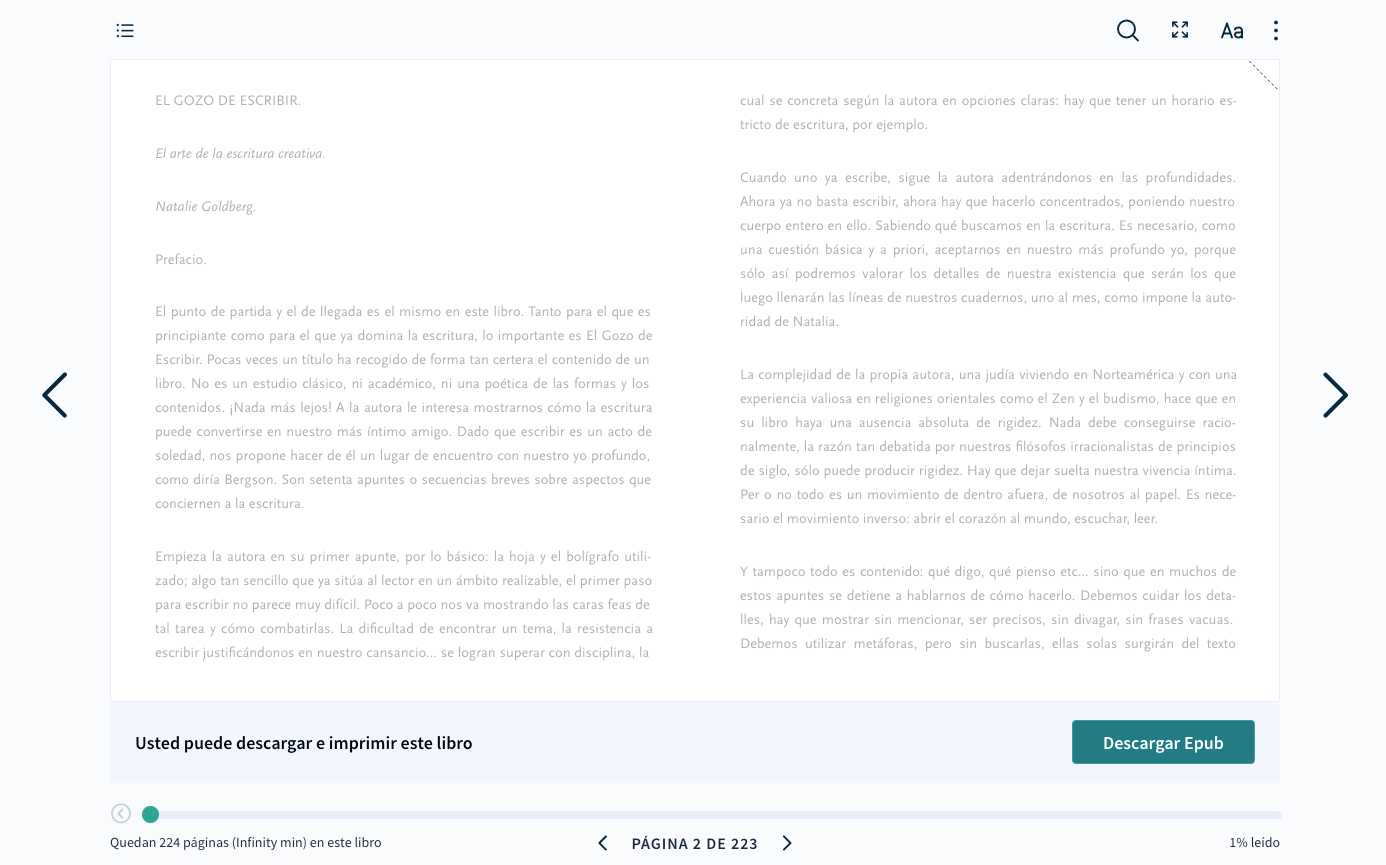 Aa
EL GOZO DE ESCRIBIR.
El arte de la escritura creativa.
Natalie Goldberg.
Prefacio.
El punto de partida y el de llegada es el mismo en este libro. Tanto para el que es
principiante como para el que ya domina la escritura, lo importante es El Gozo de
Escribir. Pocas veces un título ha recogido de forma tan certera el contenido de un
libro. No es un estudio clásico, ni académico, ni una poética de las formas y los
contenidos. ¡Nada más lejos! A la autora le interesa mostrarnos cómo la escritura
puede convertirse en nuestro más íntimo amigo. Dado que escribir es un acto de
soledad, nos propone hacer de él un lugar de encuentro con nuestro yo profundo,
como diría Bergson. Son setenta apuntes o secuencias breves sobre aspectos que
conciernen a la escritura.
Empieza la autora en su primer apunte, por lo básico: la hoja y el bolígrafo utili-
zado; algo tan sencillo que ya sitúa al lector en un ámbito realizable, el primer paso
para escribir no parece muy difícil. Poco a poco nos va mostrando las caras feas de
tal tarea y cómo combatirlas. La dificultad de encontrar un tema, la resistencia a
escribir justificándonos en nuestro cansancio... se logran superar con disciplina, la
cual se concreta según la autora en opciones claras: hay que tener un horario es-
tricto de escritura, por ejemplo.
Cuando uno ya escribe, sigue la autora adentrándonos en las profundidades.
Ahora ya no basta escribir, ahora hay que hacerlo concentrados, poniendo nuestro
cuerpo entero en ello. Sabiendo qué buscamos en la escritura. Es necesario, como
una cuestión básica y a priori, aceptarnos en nuestro más profundo yo, porque
sólo así podremos valorar los detalles de nuestra existencia que serán los que
luego llenarán las líneas de nuestros cuadernos, uno al mes, como impone la auto-
ridad de Natalia.
La complejidad de la propia autora, una judía viviendo en Norteamérica y con una
experiencia valiosa en religiones orientales como el Zen y el budismo, hace que en
su libro haya una ausencia absoluta de rigidez. Nada debe conseguirse racio-
nalmente, la razón tan debatida por nuestros filósofos irracionalistas de principios
de siglo, sólo puede producir rigidez. Hay que dejar suelta nuestra vivencia íntima.
Per o no todo es un movimiento de dentro afuera, de nosotros al papel. Es nece-
sario el movimiento inverso: abrir el corazón al mundo, escuchar, leer.
Y tampoco todo es contenido: qué digo, qué pienso etc... sino que en muchos de
estos apuntes se detiene a hablarnos de cómo hacerlo. Debemos cuidar los deta-
lles, hay que mostrar sin mencionar, ser precisos, sin divagar, sin frases vacuas.
Debemos utilizar metáforas, pero sin buscarlas, ellas solas surgirán del texto
Usted puede descargar e imprimir este libro
Descargar Epub
Quedan 224 páginas (Infinity min) en este libro
PÁGINA 2 DE 223
1% leído